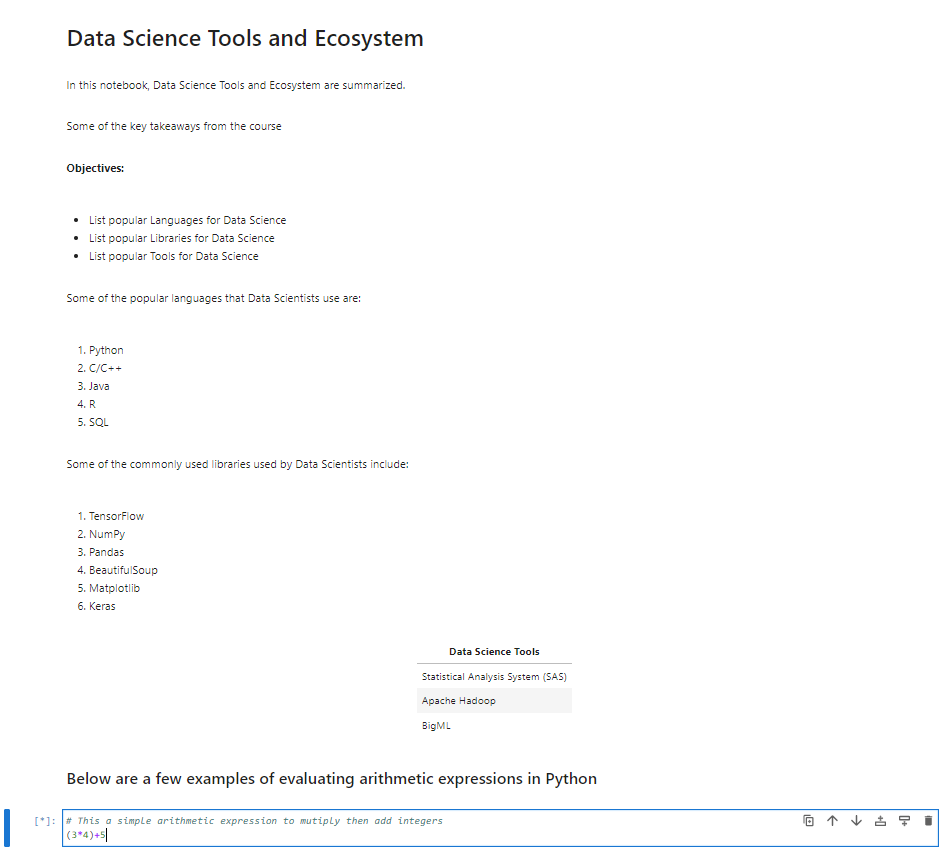 Data Science Tools and Ecosystem
In this notebook, Data Science Tools and Ecosystem are summarized.
Some of the key takeaways from the course
Objectives:
• List popular Languages for Data Science
• List popular Libraries for Data Science
• List popular Tools for Data Science
Some of the popular languages that Data Scientists use are:
1. Python
2. C/C++
3. Java
4. R
5. SQL
Some of the commonly used libraries used by Data Scientists include:
1. TensorFlow
2. NumPy
3. Pandas
4. BeautifulSoup
5. Matplotlib
6. Keras
Data Science Tools
Statistical Analysis System (SAS)
Apache Hadoop
BigML
Below are a few examples of evaluating arithmetic expressions in Python
[*]: # This a simple arithmetic expression to mutiply then add integers
(3*4)+5